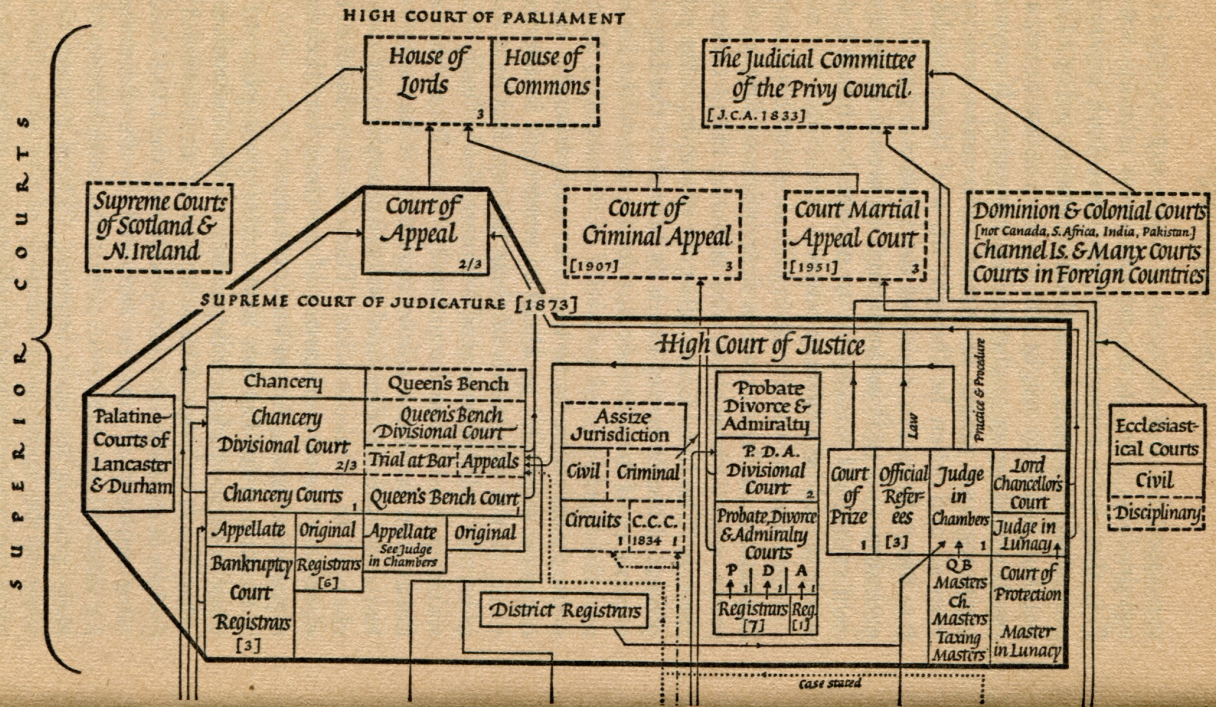 HIGH COURT OF PARLIAMENT
House of
Lords
3
House of
Commons
The Judicial Committee
of the Privy Council.
[J.C.A. 1833]
SUPERIOR COURTS
Supreme Courts
of Scotland &
N. Ireland
Court of
Appeal
2/3
Court of
Criminal Appeal
[1907] 3
Court Martial
Appeal Court
[1951] 3
Dominion & Colonial Courts
[not Canada, S. Africa, India, Pakistan]
Channel Is. & Manx Courts
Courts in Foreign Countries
SUPREME COURT OF JUDICATURE [1873]
High Court of Justice
Palatine
Courts of
Lancaster
& Durham
Chancery
Chancery
Divisional Court
2/3
Chancery Courts
1
Appellate
Original
Bankruptcy
Court
Registrars
[3]
Registrars
[6]
Queen's Bench
Queen's Bench
Divisional Court
Trial at Bar
Appeals
Queen's Bench Court
1
Appellate
See Judge
in Chambers
Original
Assize
Jurisdiction
Civil
Criminal
Circuits
1
C.C.C.
1834 1
District Registrars
Probate
Divorce &
Admiralty
P. D. A.
Divisional
Court
2
Probate, Divorce
& Admiralty
Courts
P D A
1 1 1
Registrars
[7]
Reg.
[1]
Law
Practice & Procedure
Court
of
Prize
1
Official
Refer-
ees
[3]
Judge
in
Chambers
1
QB
Masters
Ch.
Masters
Taxing
Masters
Lord
Chancellor's
Court
Judge in
Lunacy
Court of
Protection
Master
in Lunacy
Ecclesiast-
ical Courts
Civil
Disciplinary
Case stated